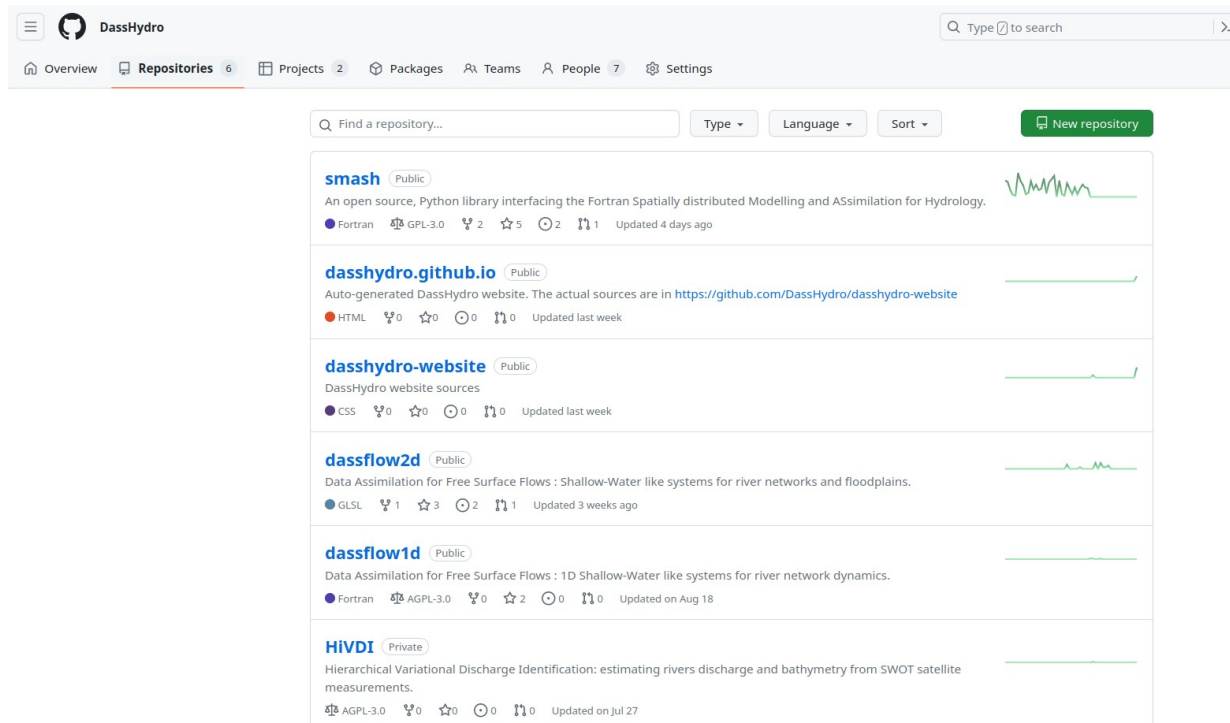 DassHydro
Type / to search
Overview Repositories 6 Projects 2 Packages Teams People 7 Settings
Find a repository... Type Language Sort New repository
smash Public
An open source, Python library interfacing the Fortran Spatially distributed Modelling and ASsimilation for Hydrology.
Fortran GPL-3.0 2 5 2 1 Updated 4 days ago
dasshydro.github.io Public
Auto-generated DassHydro website. The actual sources are in https://github.com/DassHydro/dasshydro-website
HTML 0 0 0 0 Updated last week
dasshydro-website Public
DassHydro website sources
CSS 0 0 0 0 Updated last week
dassflow2d Public
Data Assimilation for Free Surface Flows : Shallow-Water like systems for river networks and floodplains.
GLSL 1 3 2 1 Updated 3 weeks ago
dassflow1d Public
Data Assimilation for Free Surface Flows : 1D Shallow-Water like systems for river network dynamics.
Fortran AGPL-3.0 0 2 0 0 Updated on Aug 18
HiVDI Private
Hierarchical Variational Discharge Identification: estimating rivers discharge and bathymetry from SWOT satellite
measurements.
AGPL-3.0 0 0 0 0 Updated on Jul 27